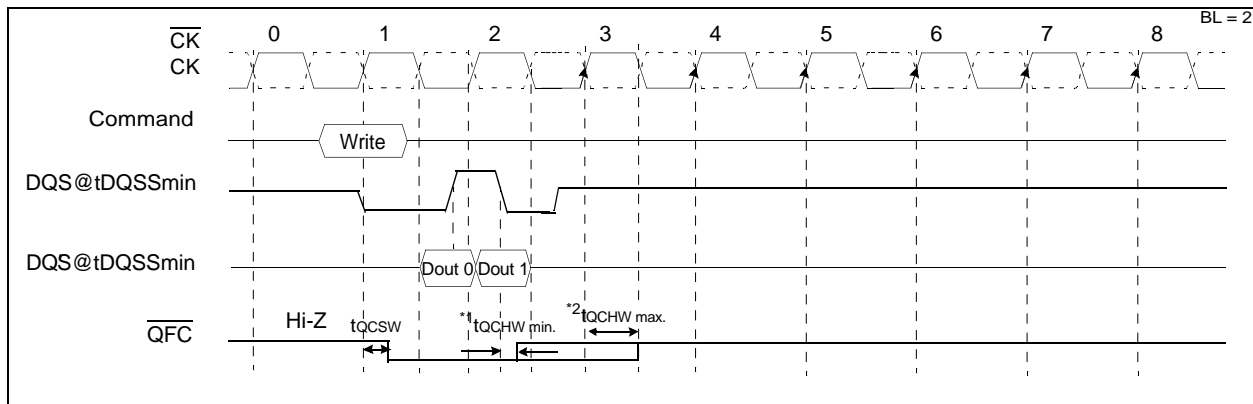 BL = 2
0 1 2 3 4 5 6 7 8
CK
CK
Command
Write
DQS@tDQSSmin
DQS@tDQSSmin
Dout 0 Dout 1
QFC
Hi-Z
tQCSW
*1tQCHW min.
*2tQCHW max.